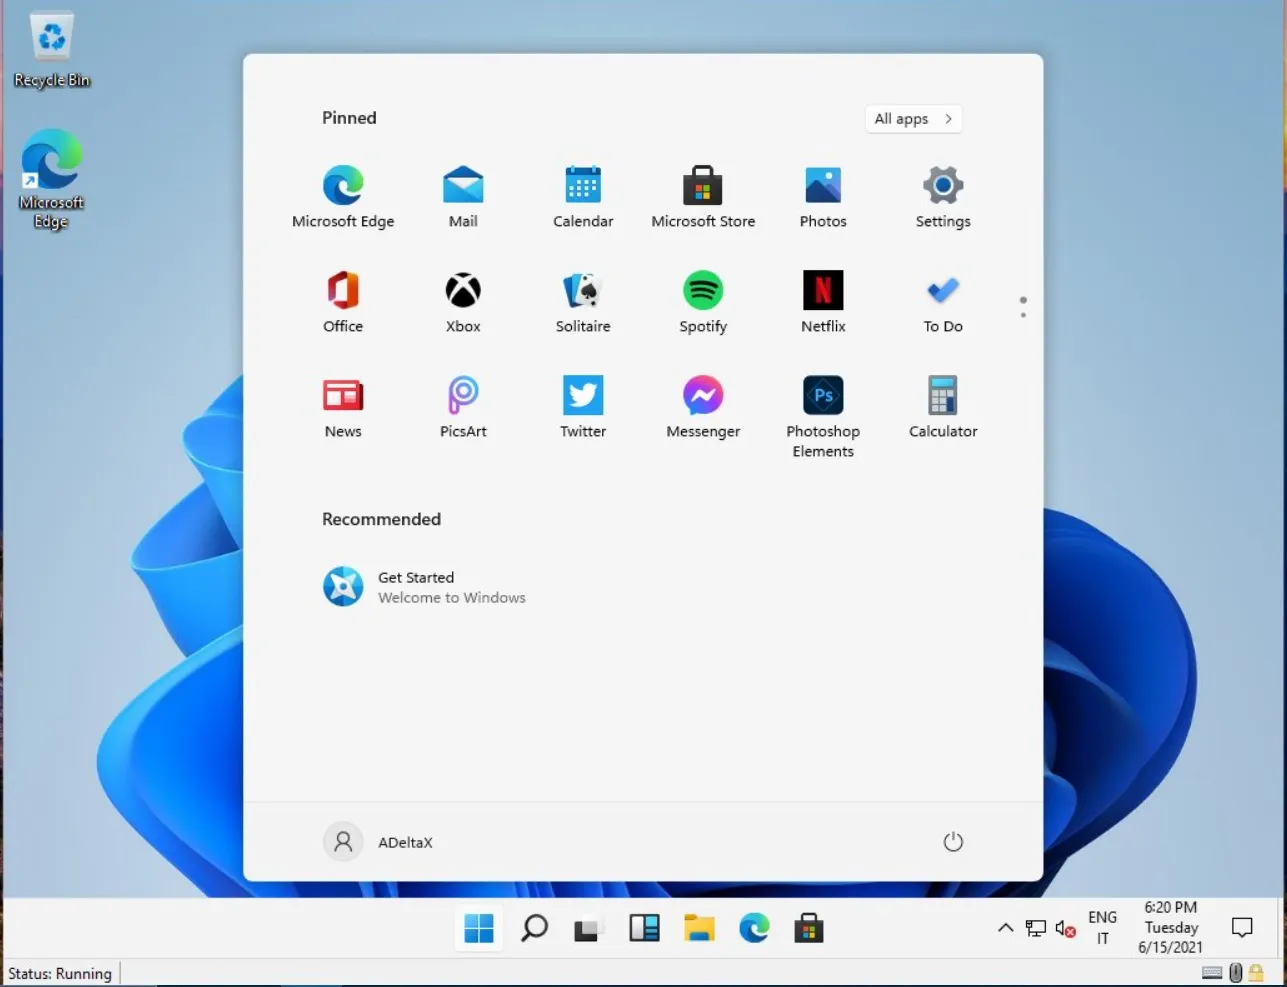 Recycle Bin
Microsoft
Edge
Pinned
All apps
Microsoft Edge
Mail
Calendar
Microsoft Store
Photos
Settings
Office
Xbox
Solitaire
Spotify
Netflix
To Do
News
PicsArt
Twitter
Messenger
Ps
Photoshop
Elements
Calculator
Recommended
Get Started
Welcome to Windows
ADeltaX
ENG
IT
6:20 PM
Tuesday
6/15/2021
Status: Running